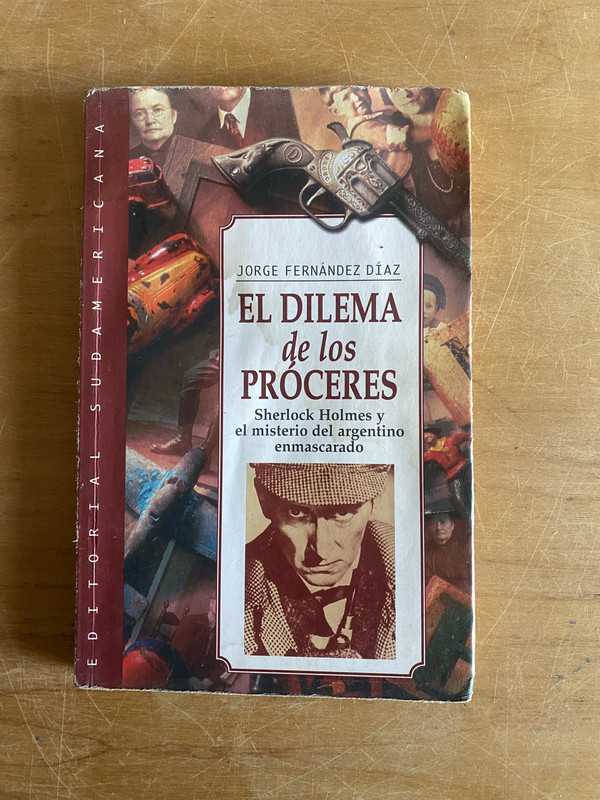 EDITORIAL SUDAMERICANA
JORGE FERNÁNDEZ DÍAZ
EL DILEMA
de los
PRÓCERES
Sherlock Holmes y
el misterio del argentino
enmascarado